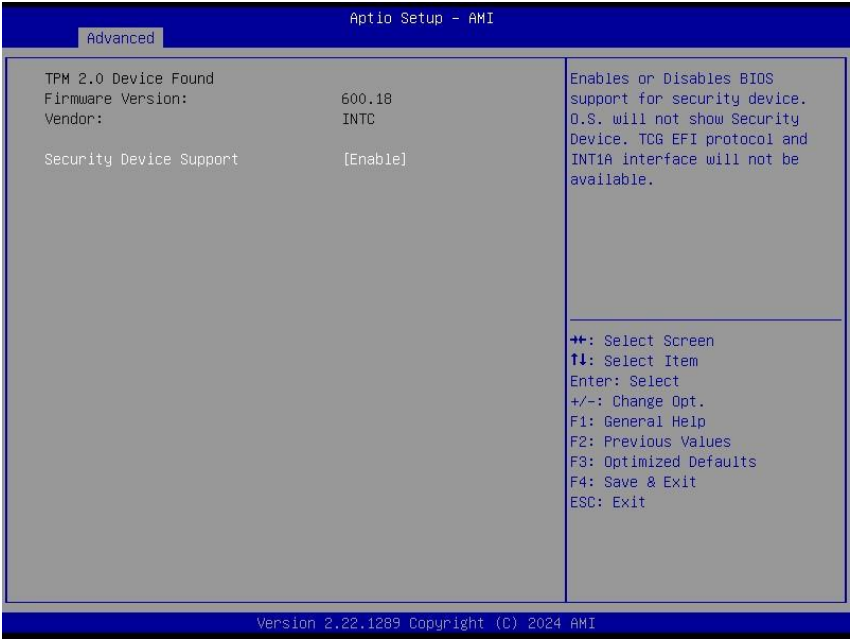 Aptio Setup – AMI
Advanced
TPM 2.0 Device Found
Firmware Version: 600.18
Vendor: INTC
Security Device Support [Enable]
Enables or Disables BIOS
support for security device.
O.S. will not show Security
Device. TCG EFI protocol and
INT1A interface will not be
available.
→←: Select Screen
↑↓: Select Item
Enter: Select
+/-: Change Opt.
F1: General Help
F2: Previous Values
F3: Optimized Defaults
F4: Save & Exit
ESC: Exit
Version 2.22.1289 Copyright (C) 2024 AMI